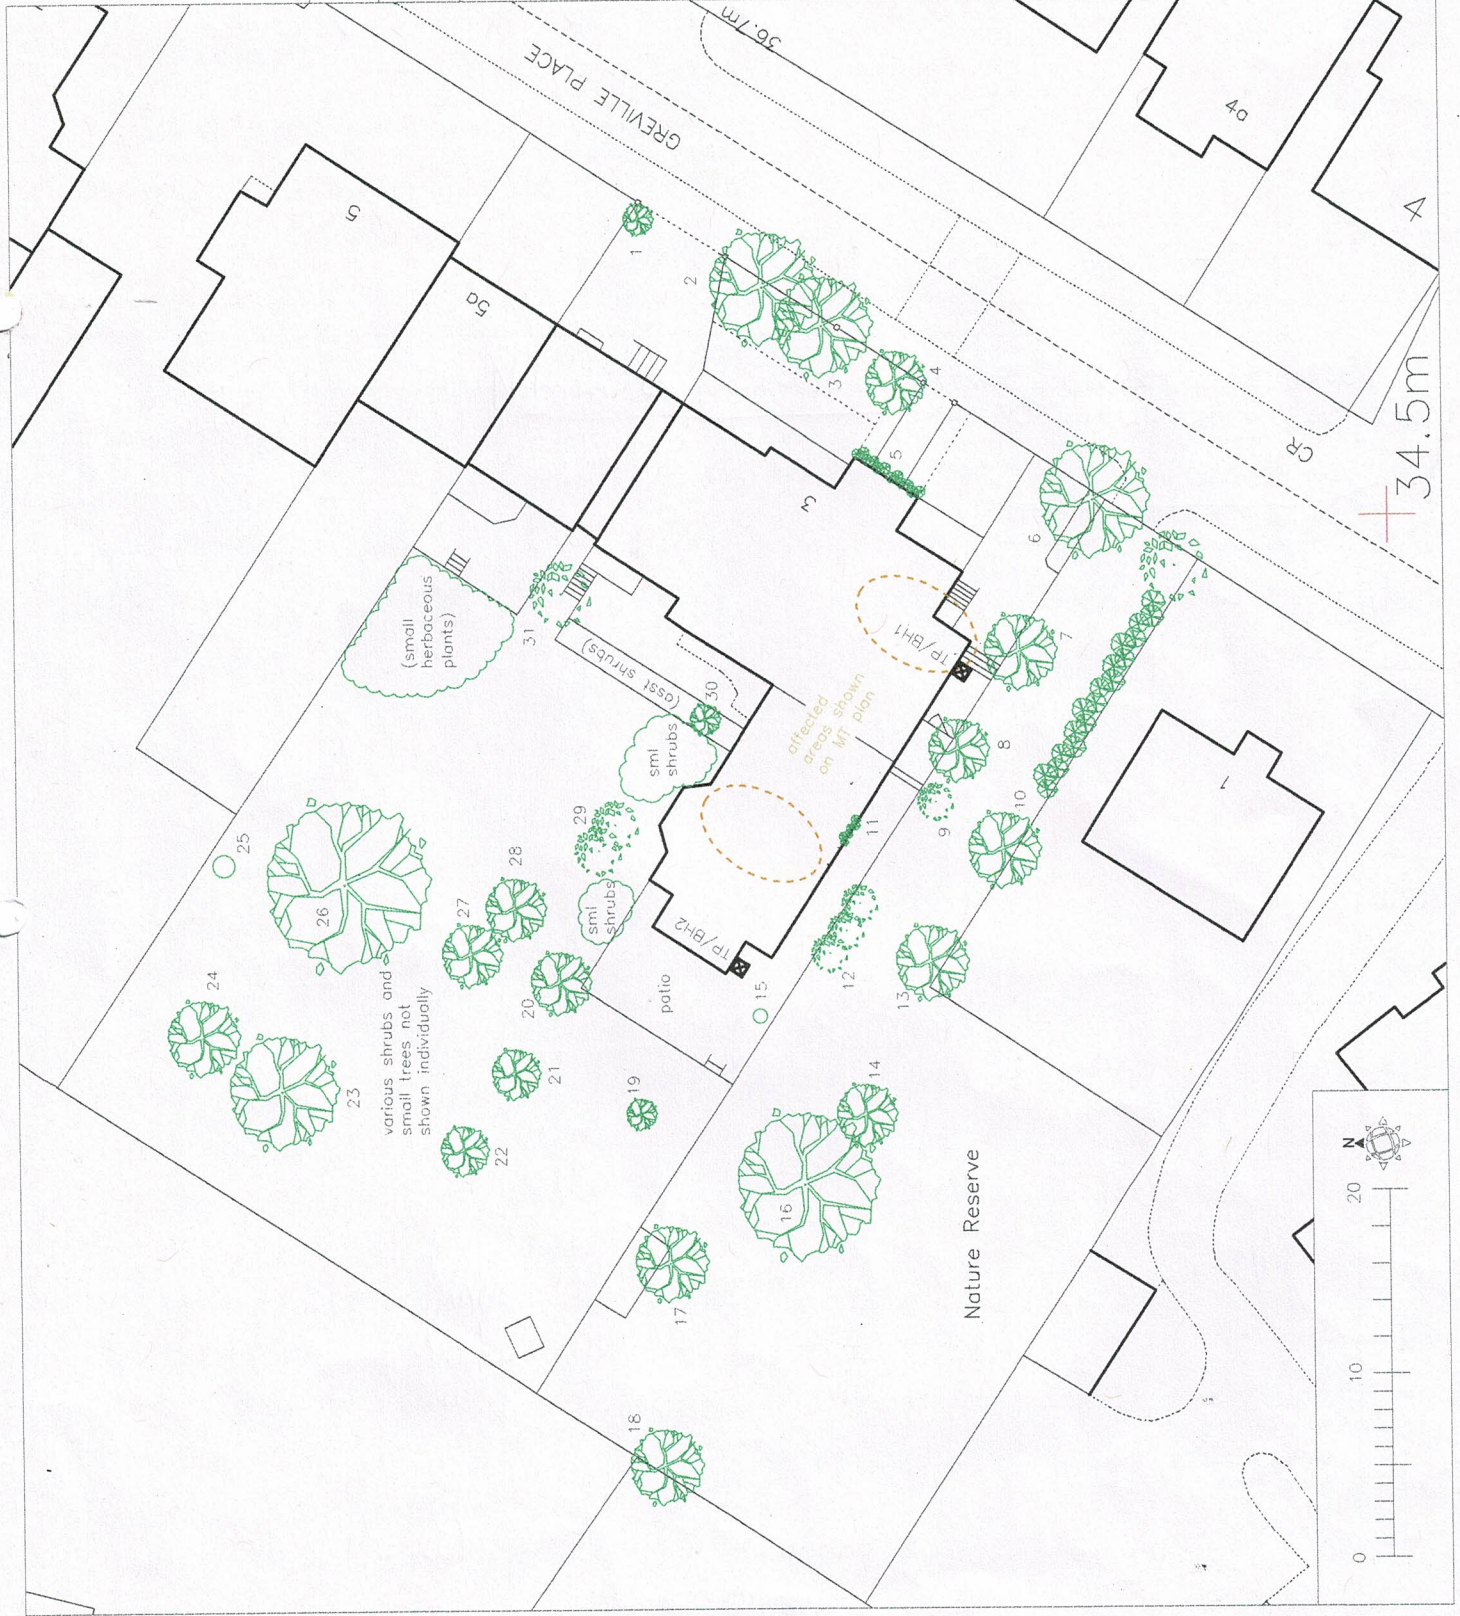 GREVILLE PLACE
36.7m
5
5a
4a
4
1
2
3
4
5
3
CR
34.5m
6
7
8
9
10
11
12
13
14
15
16
17
18
19
20
21
22
23
24
25
26
27
28
29
30
31
(small
herbaceous
plants)
(asst shrubs)
sml
shrubs
sml
shrubs
TP/BH1
TP/BH2
affected
areas shown
on MT plan
patio
various shrubs and
small trees not
shown individually
Nature Reserve
1
N
0 10 20